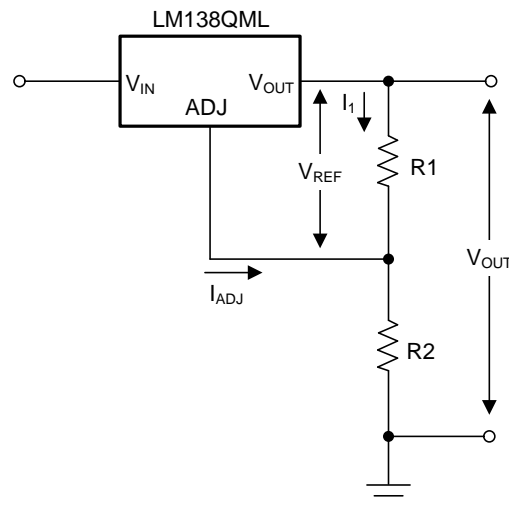 LM138QML
VIN
VOUT
ADJ
I1
VREF
R1
VOUT
IADJ
R2